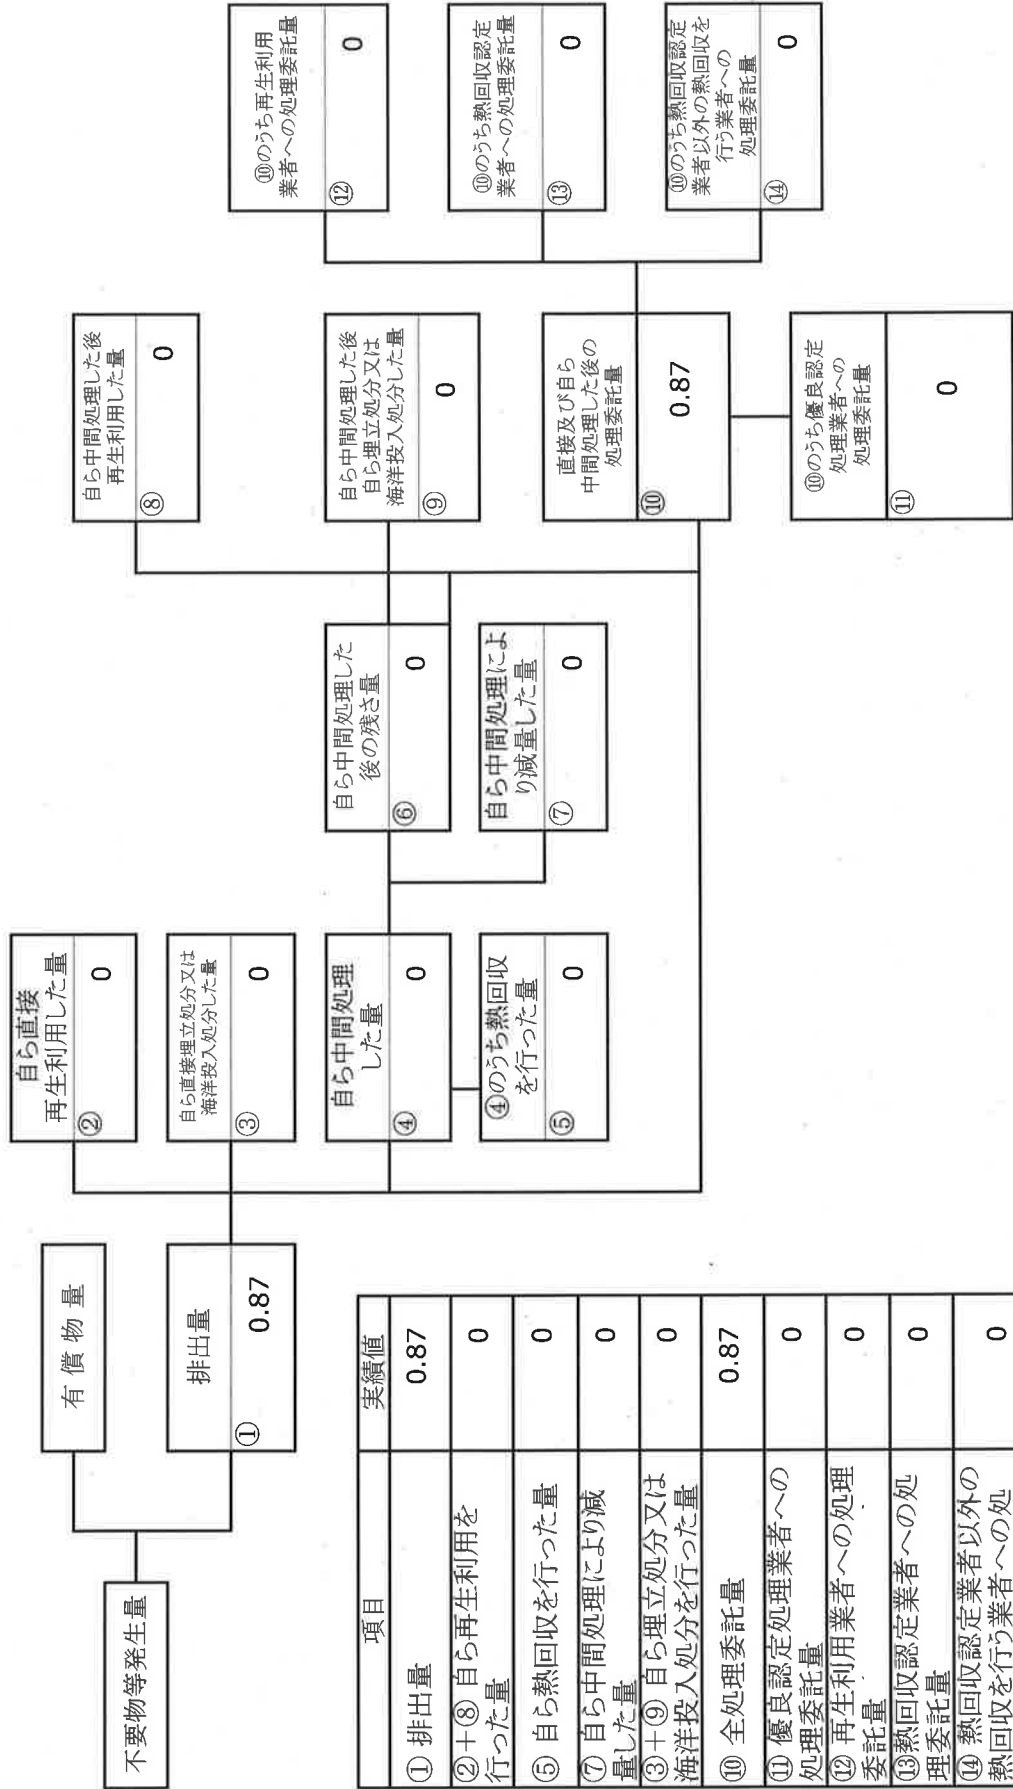 不要物等発生量
有償物量
排出量
① 0.87
自ら直接
再生利用した量
② 0
自ら直接埋立処分又は
海洋投入処分した量
③ 0
自ら中間処理
した量
④ 0
④のうち熱回収
を行った量
⑤ 0
自ら中間処理した
後の残さ量
⑥ 0
自ら中間処理によ
り減量した量
⑦ 0
自ら中間処理した後
再生利用した量
⑧ 0
自ら中間処理した後
自ら埋立処分又は
海洋投入処分した量
⑨ 0
直接及び自ら
中間処理した後の
処理委託量
⑩ 0.87
⑩のうち優良認定
処理業者への
処理委託量
⑪ 0
⑩のうち再生利用
業者への処理委託量
⑫ 0
⑩のうち熱回収認定
業者への処理委託量
⑬ 0
⑩のうち熱回収認定
業者以外の熱回収を
行う業者への
処理委託量
⑭ 0
項目 実績値
① 排出量 0.87
②+⑧ 自ら再生利用を
行った量 0
⑤ 自ら熱回収を行った量 0
⑦ 自ら中間処理により減
量した量 0
③+⑨ 自ら埋立処分又は
海洋投入処分を行った量 0
⑩ 全処理委託量 0.87
⑪ 優良認定処理業者への
処理委託量 0
⑫ 再生利用業者への処理
委託量 0
⑬熱回収認定業者への処
理委託量 0
⑭ 熱回収認定業者以外の
熱回収を行う業者への処 0